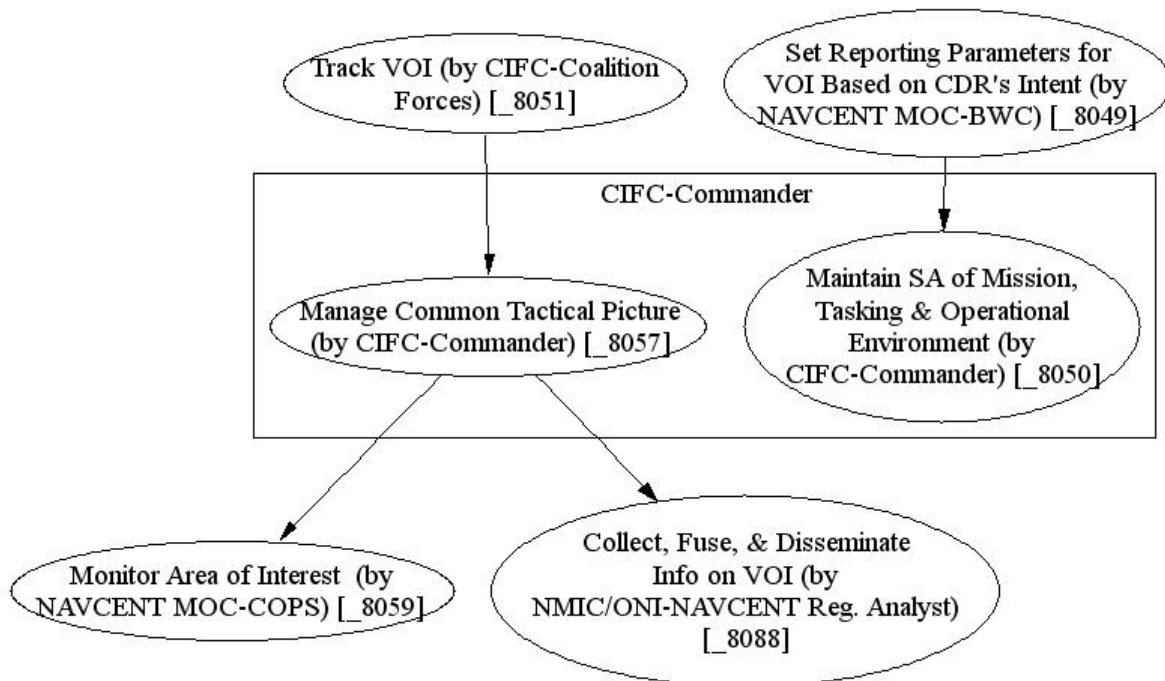 Track VOI (by CIFC-Coalition
Forces) [_8051]
Set Reporting Parameters for
VOI Based on CDR's Intent (by
NAVCENT MOC-BWC) [_8049]
CIFC-Commander
Manage Common Tactical Picture
(by CIFC-Commander) [_8057]
Maintain SA of Mission,
Tasking & Operational
Environment (by
CIFC-Commander) [_8050]
Monitor Area of Interest  (by
NAVCENT MOC-COPS) [_8059]
Collect, Fuse, & Disseminate
Info on VOI (by
NMIC/ONI-NAVCENT Reg. Analyst)
[_8088]